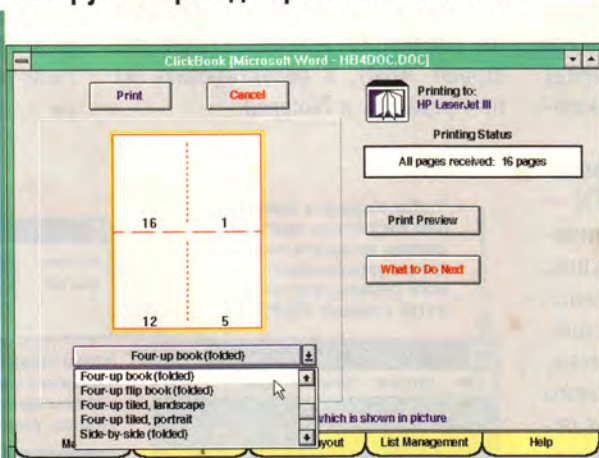 ClickBook [Microsoft Word - HB4DOC.DOC]
Print
Cancel
Printing to:
HP LaserJet III
Printing Status
All pages received: 16 pages
16 1
12 5
Print Preview
What to Do Next
Four-up book (folded)
Four-up book (folded)
Four-up flip book (folded)
Four-up tiled, landscape
Four-up tiled, portrait
Side-by-side (folded)
which is shown in picture
List Management
Help